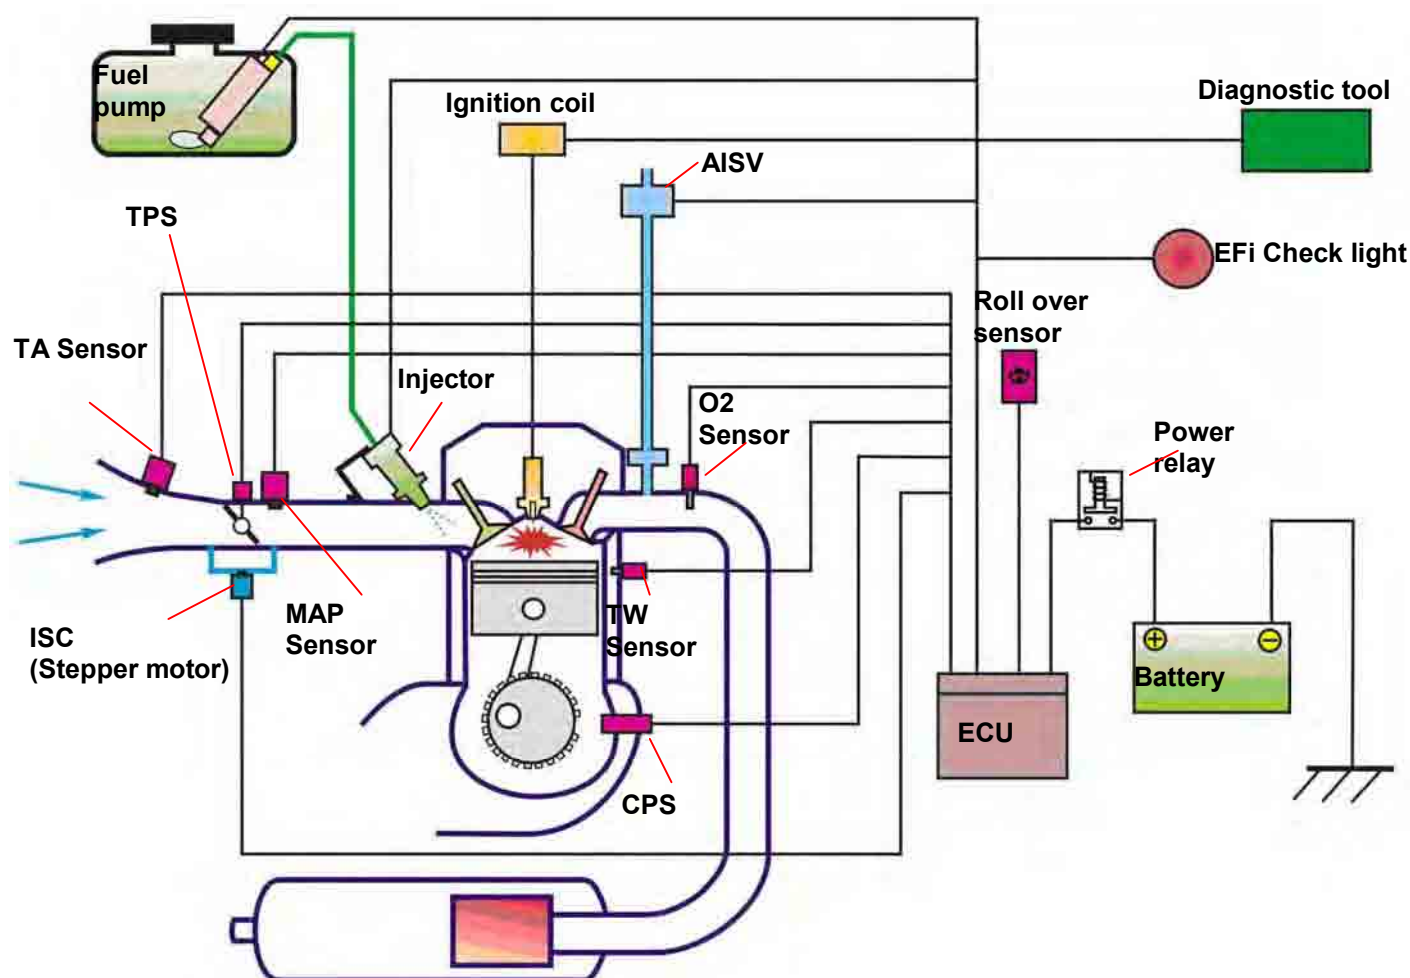 Fuel
pump
Ignition coil
Diagnostic tool
AISV
TPS
EFi Check light
Roll over
sensor
TA Sensor
Injector
O2
Sensor
Power
relay
MAP
Sensor
TW
Sensor
ISC
(Stepper motor)
+
−
Battery
ECU
CPS